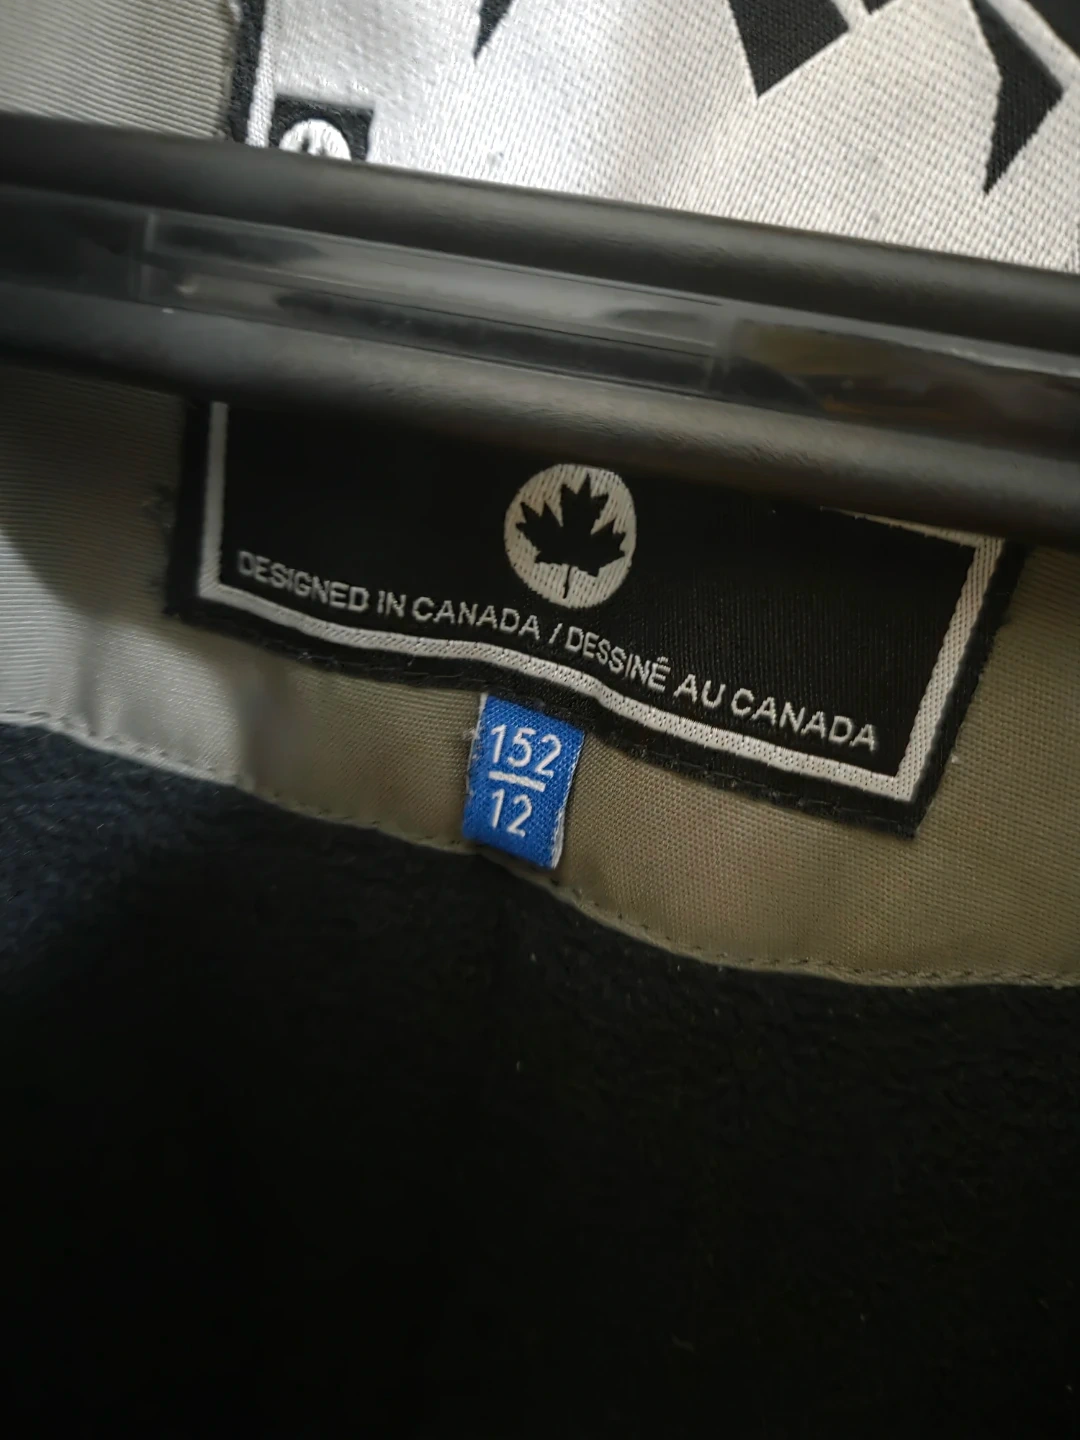 DESIGNED IN CANADA / DESSINÉ AU CANADA
152
12